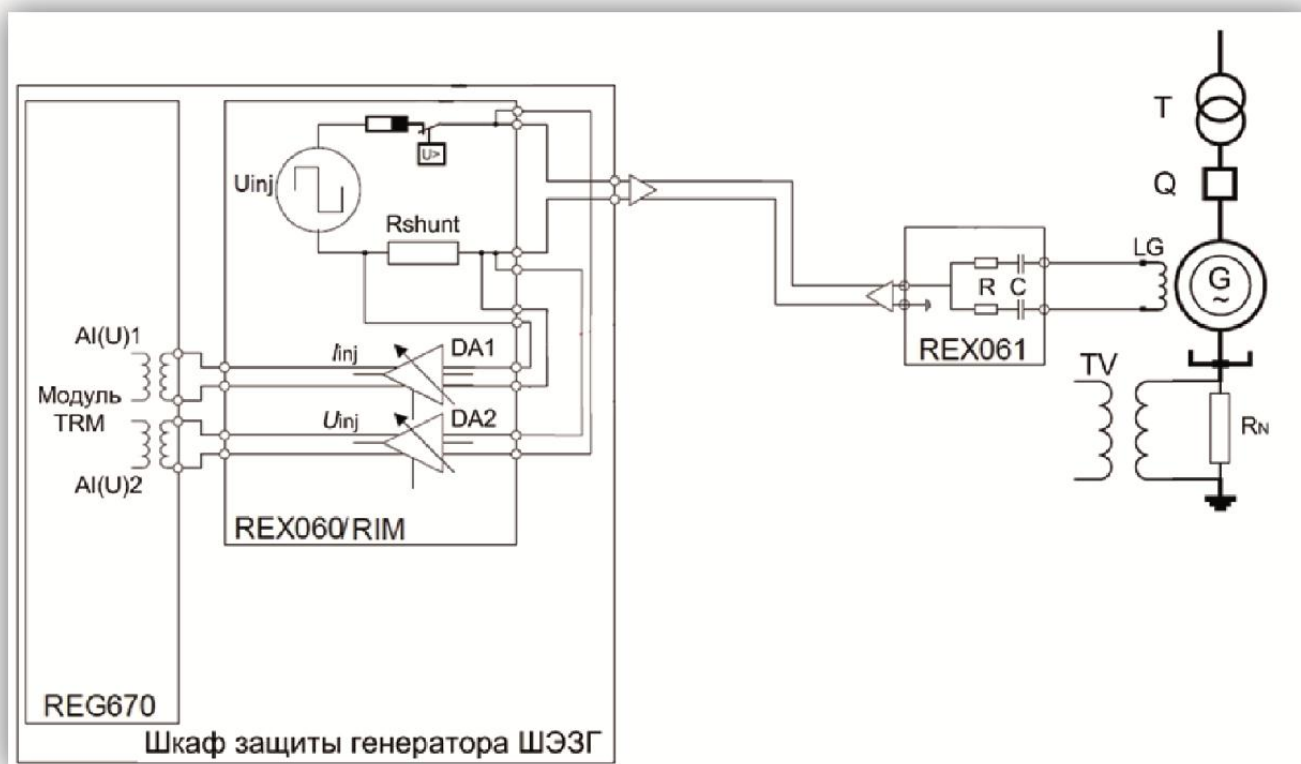 Uinj
U>
Rshunt
AI(U)1
Модуль
TRM
AI(U)2
Iinj
DA1
Uinj
DA2
REX060/RIM
REG670
Шкаф защиты генератора ШЭЗГ
R
C
REX061
T
Q
LG
G
~
TV
RN